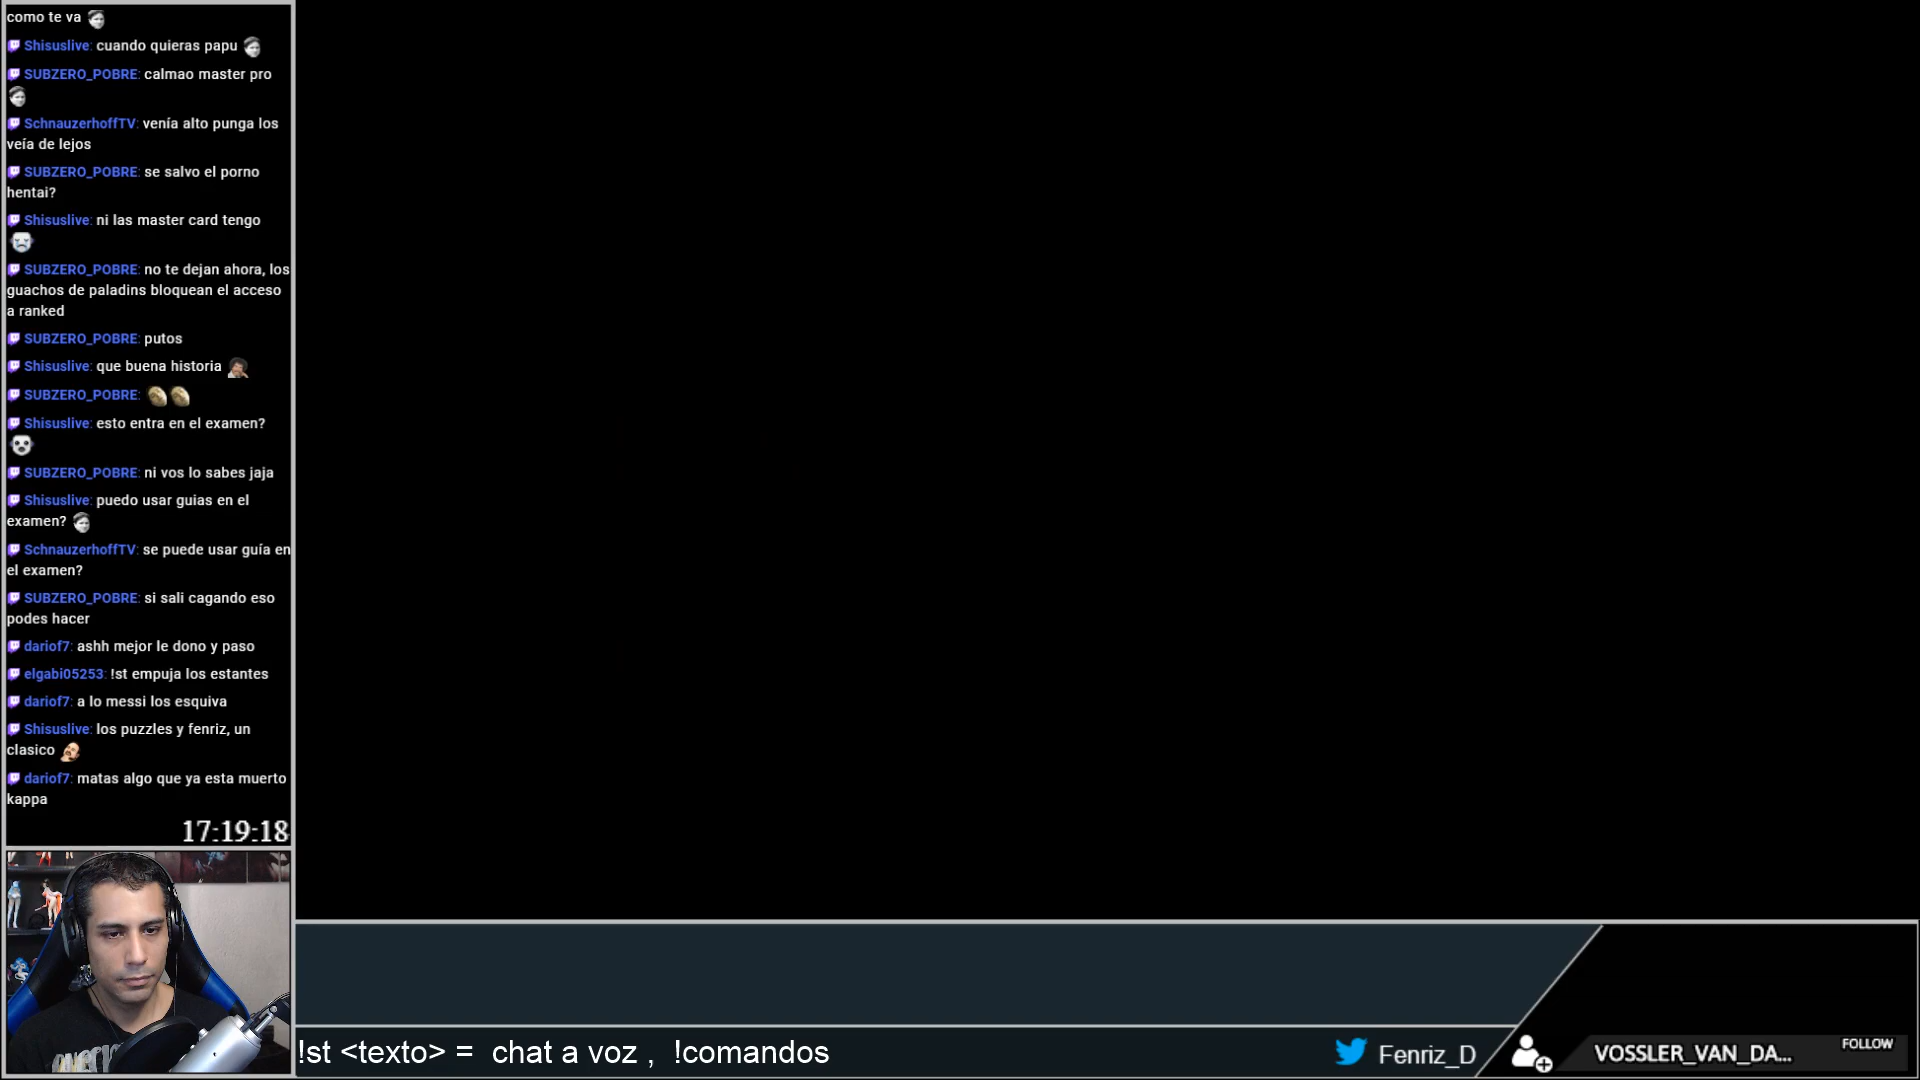 como te va
Shisuslive: cuando quieras papu
SUBZERO_POBRE: calmao master pro
SchnauzerhoffTV: venía alto punga los
veía de lejos
SUBZERO_POBRE: se salvo el porno
hentai?
Shisuslive: ni las master card tengo
SUBZERO_POBRE: no te dejan ahora, los
guachos de paladins bloquean el acceso
a ranked
SUBZERO_POBRE: putos
Shisuslive: que buena historia
SUBZERO_POBRE:
Shisuslive: esto entra en el examen?
SUBZERO_POBRE: ni vos lo sabes jaja
Shisuslive: puedo usar guias en el
examen?
SchnauzerhoffTV: se puede usar guía en
el examen?
SUBZERO_POBRE: si sali cagando eso
podes hacer
dariof7: ashh mejor le dono y paso
elgabi05253: !st empuja los estantes
dariof7: a lo messi los esquiva
Shisuslive: los puzzles y fenriz, un
clasico
dariof7: matas algo que ya esta muerto
kappa
17:19:18
!st <texto> = chat a voz , !comandos
Fenriz_D
VOSSLER_VAN_DA...
FOLLOW